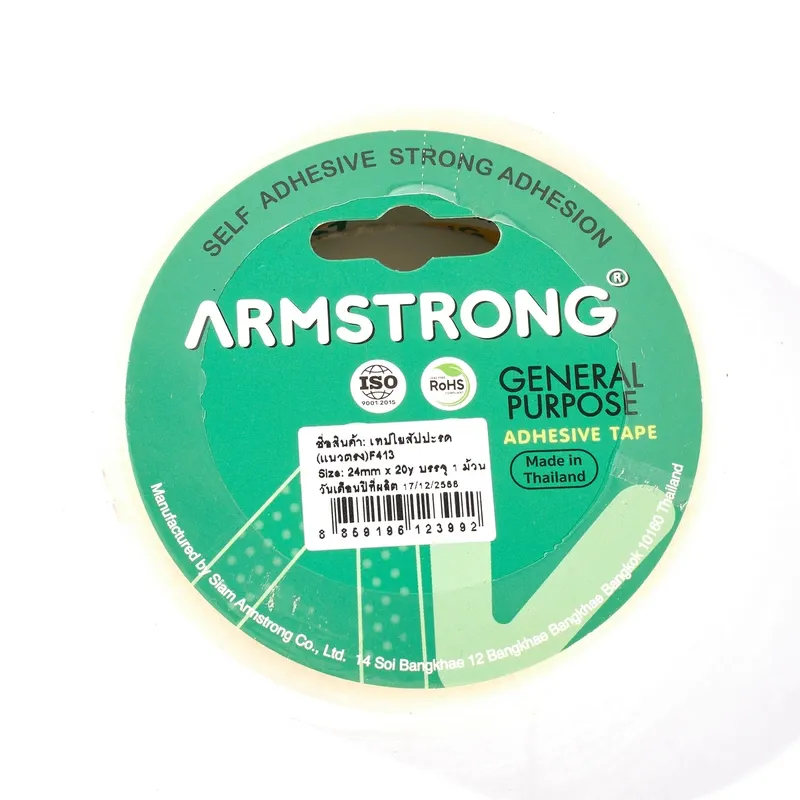 SELF ADHESIVE STRONG ADHESION
ARMSTRONG®
ISO
9001:2015
RoHS
COMPLIANT
GENERAL
PURPOSE
ADHESIVE TAPE
Made in
Thailand
ชื่อสินค้า: เทปใยสัปปะรด
(แนวตรง)F413
Size: 24mm x 20y บรรจุ 1 ม้วน
วันเดือนปีที่ผลิต 17/12/2566
8 859196 123992
Manufactured by Siam Armstrong Co., Ltd. 14 Soi Bangkhae 12 Bangkhae Bangkhae Bangkok 10160 Thailand